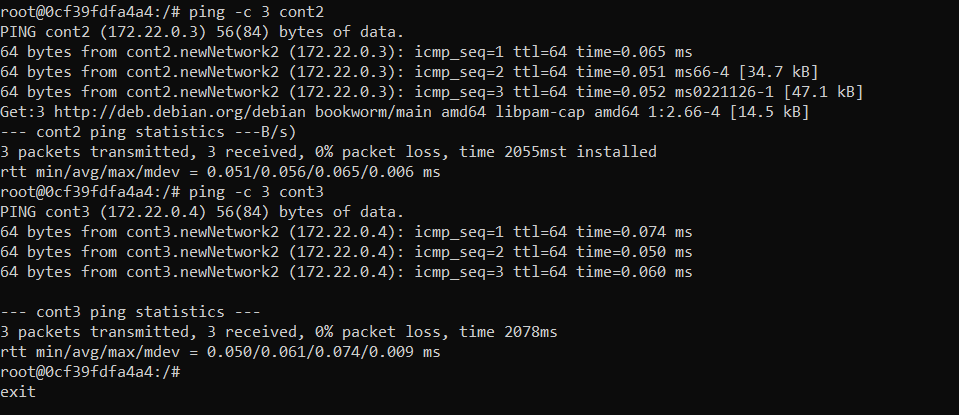 root@0cf39fdfa4a4:/# ping -c 3 cont2
PING cont2 (172.22.0.3) 56(84) bytes of data.
64 bytes from cont2.newNetwork2 (172.22.0.3): icmp_seq=1 ttl=64 time=0.065 ms
64 bytes from cont2.newNetwork2 (172.22.0.3): icmp_seq=2 ttl=64 time=0.051 ms66-4 [34.7 kB]
64 bytes from cont2.newNetwork2 (172.22.0.3): icmp_seq=3 ttl=64 time=0.052 ms0221126-1 [47.1 kB]
Get:3 http://deb.debian.org/debian bookworm/main amd64 libpam-cap amd64 1:2.66-4 [14.5 kB]
--- cont2 ping statistics ---B/s)
3 packets transmitted, 3 received, 0% packet loss, time 2055mst installed
rtt min/avg/max/mdev = 0.051/0.056/0.065/0.006 ms
root@0cf39fdfa4a4:/# ping -c 3 cont3
PING cont3 (172.22.0.4) 56(84) bytes of data.
64 bytes from cont3.newNetwork2 (172.22.0.4): icmp_seq=1 ttl=64 time=0.074 ms
64 bytes from cont3.newNetwork2 (172.22.0.4): icmp_seq=2 ttl=64 time=0.050 ms
64 bytes from cont3.newNetwork2 (172.22.0.4): icmp_seq=3 ttl=64 time=0.060 ms
--- cont3 ping statistics ---
3 packets transmitted, 3 received, 0% packet loss, time 2078ms
rtt min/avg/max/mdev = 0.050/0.061/0.074/0.009 ms
root@0cf39fdfa4a4:/#
exit